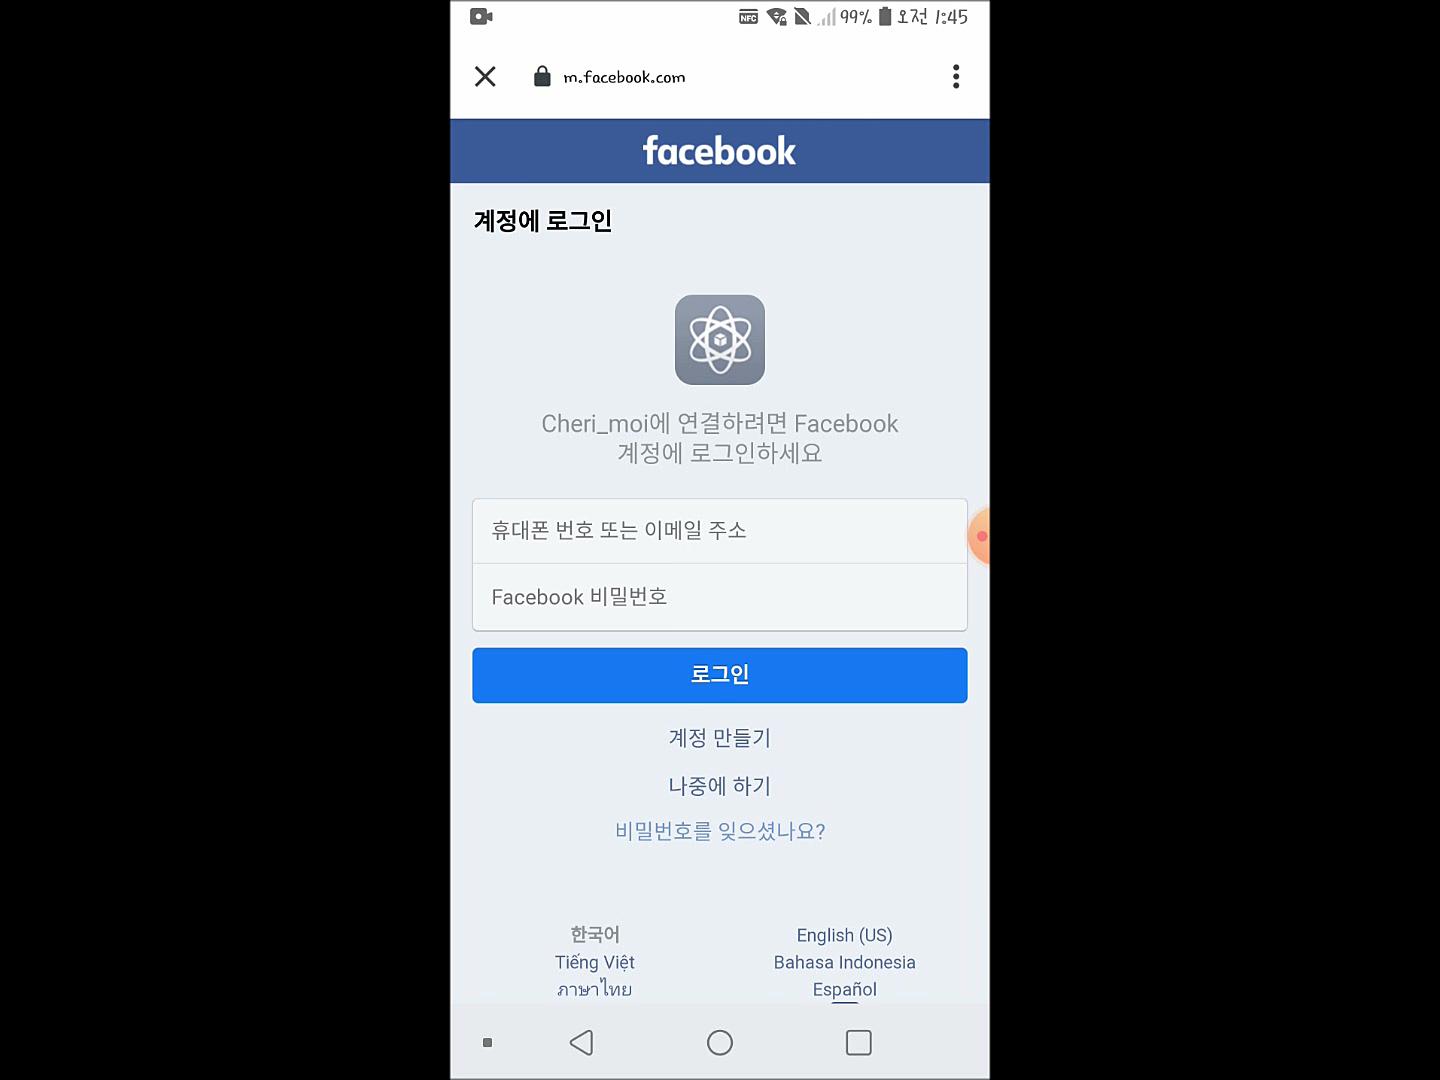 NFC 99% 오전 1:45
m.facebook.com
facebook
계정에 로그인
Cheri_moi에 연결하려면 Facebook
계정에 로그인하세요
휴대폰 번호 또는 이메일 주소
Facebook 비밀번호
로그인
계정 만들기
나중에 하기
비밀번호를 잊으셨나요?
한국어 English (US)
Tiếng Việt Bahasa Indonesia
ภาษาไทย Español